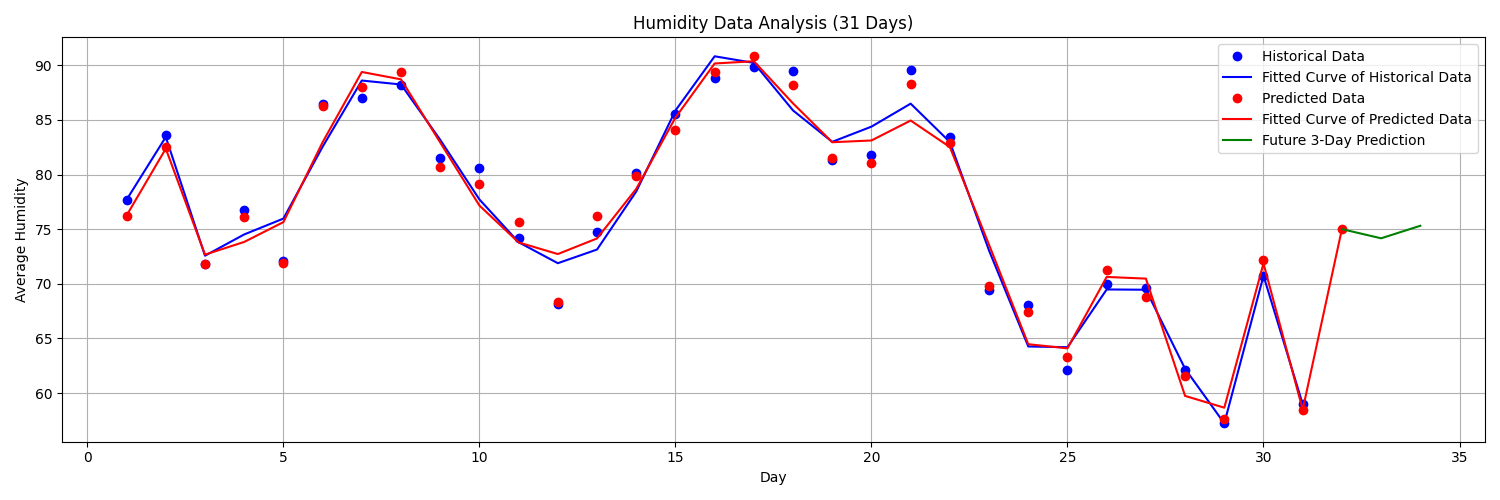 Humidity Data Analysis (31 Days)
Historical Data
Fitted Curve of Historical Data
Predicted Data
Fitted Curve of Predicted Data
Future 3-Day Prediction
Average Humidity
90
85
80
75
70
65
60
0 5 10 15 20 25 30 35
Day